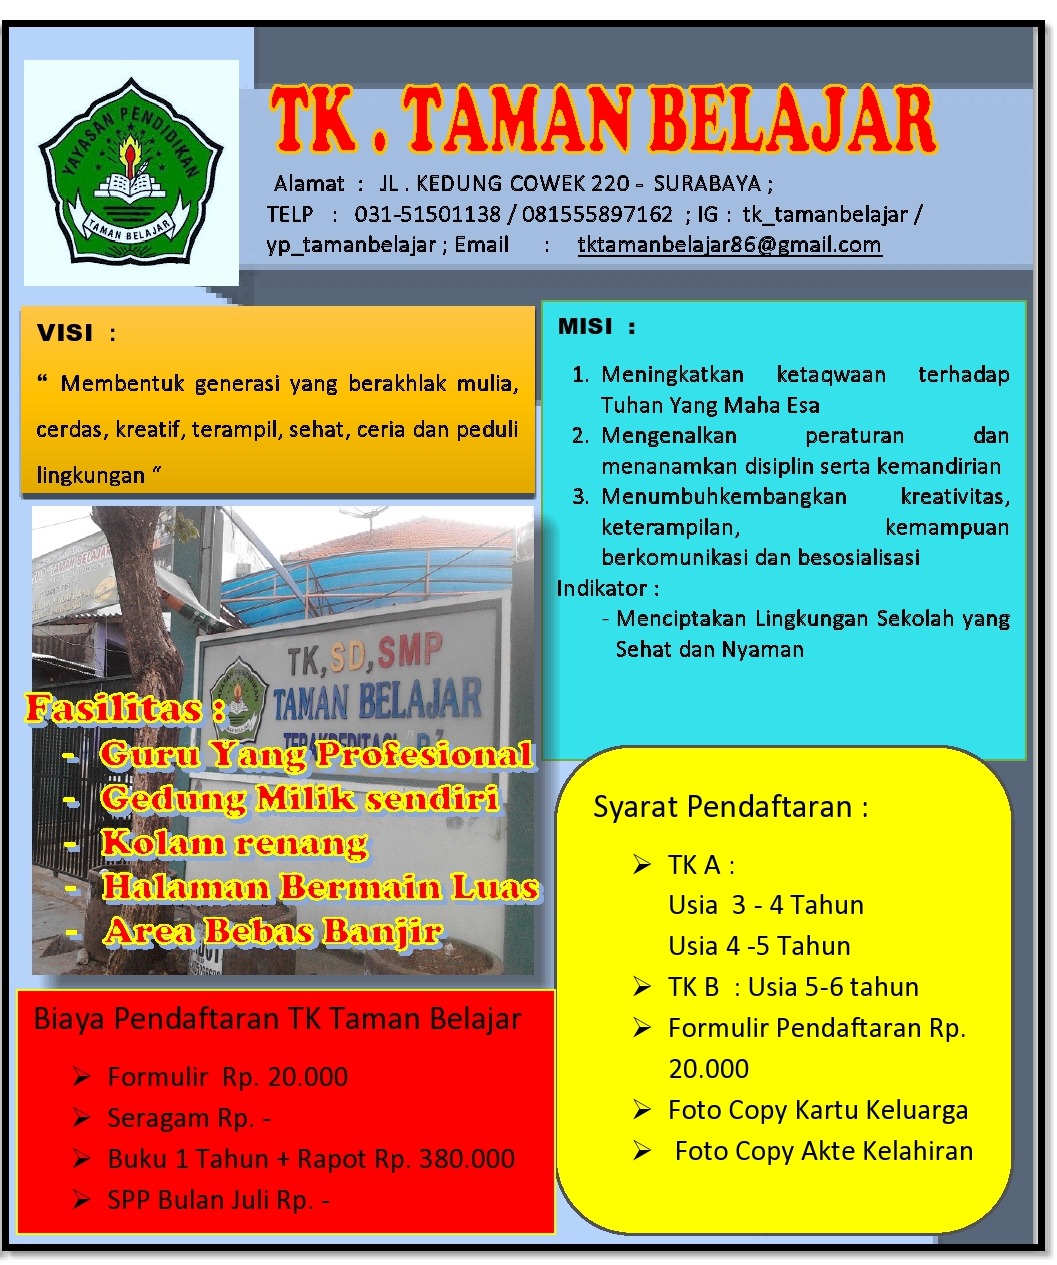 YAYASAN PENDIDIKAN
TAMAN BELAJAR
TK . TAMAN BELAJAR
Alamat : JL . KEDUNG COWEK 220 - SURABAYA ;
TELP : 031-51501138 / 081555897162 ; IG : tk_tamanbelajar /
yp_tamanbelajar ; Email : tktamanbelajar86@gmail.com
VISI :
“ Membentuk generasi yang berakhlak mulia,
cerdas, kreatif, terampil, sehat, ceria dan peduli
lingkungan “
MISI :
1. Meningkatkan ketaqwaan terhadap
Tuhan Yang Maha Esa
2. Mengenalkan peraturan dan
menanamkan disiplin serta kemandirian
3. Menumbuhkembangkan kreativitas,
keterampilan, kemampuan
berkomunikasi dan besosialisasi
Indikator :
- Menciptakan Lingkungan Sekolah yang
Sehat dan Nyaman
TK, SD, SMP
TAMAN BELAJAR
TERAKREDITASI "B"
Fasilitas :
- Guru Yang Profesional
- Gedung Milik sendiri
- Kolam renang
- Halaman Bermain Luas
- Area Bebas Banjir
Syarat Pendaftaran :
➢ TK A :
Usia 3 - 4 Tahun
Usia 4 -5 Tahun
➢ TK B : Usia 5-6 tahun
➢ Formulir Pendaftaran Rp.
20.000
➢ Foto Copy Kartu Keluarga
➢ Foto Copy Akte Kelahiran
Biaya Pendaftaran TK Taman Belajar
➢ Formulir Rp. 20.000
➢ Seragam Rp. -
➢ Buku 1 Tahun + Rapot Rp. 380.000
➢ SPP Bulan Juli Rp. -